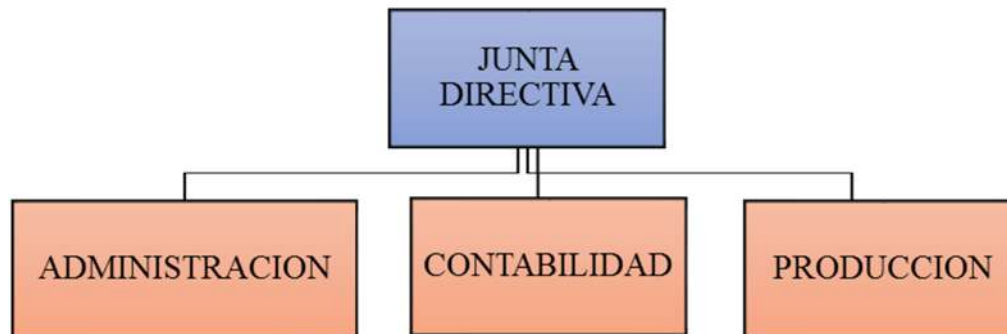 JUNTA
DIRECTIVA
ADMINISTRACION
CONTABILIDAD
PRODUCCION